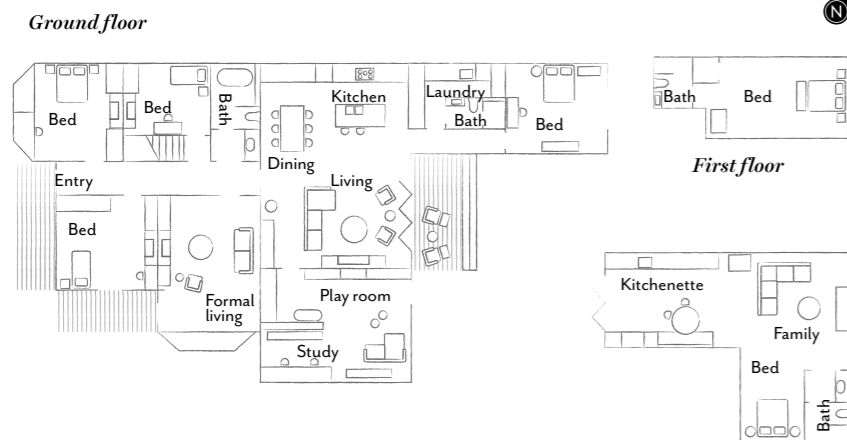 Ground floor
N
Bed
Bed
Bath
Kitchen
Laundry
Bath
Bed
Dining
Entry
Living
Bed
Formal
living
Play room
Study
Bath
Bed
First floor
Kitchenette
Family
Bed
Bath